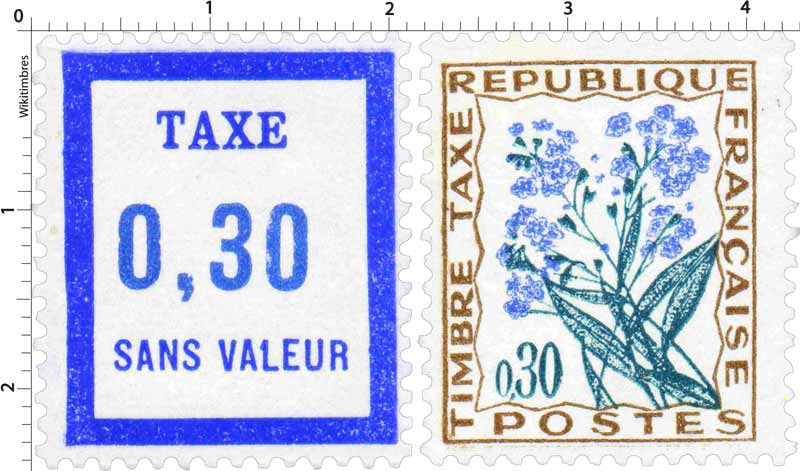 0 1 2 3 4
Wikitimbres
1
2
TAXE
0,30
SANS VALEUR
REPUBLIQUE
FRANÇAISE
TIMBRE TAXE
0,30
POSTES